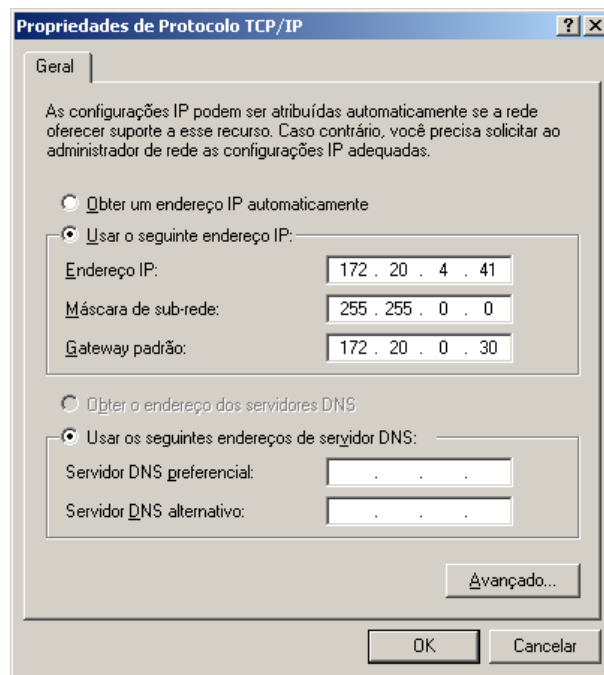 Propriedades de Protocolo TCP/IP
Geral
As configurações IP podem ser atribuídas automaticamente se a rede
oferecer suporte a esse recurso. Caso contrário, você precisa solicitar ao
administrador de rede as configurações IP adequadas.
Obter um endereço IP automaticamente
Usar o seguinte endereço IP:
Endereço IP: 172 . 20 . 4 . 41
Máscara de sub-rede: 255 . 255 . 0 . 0
Gateway padrão: 172 . 20 . 0 . 30
Obter o endereço dos servidores DNS
Usar os seguintes endereços de servidor DNS:
Servidor DNS preferencial: . . .
Servidor DNS alternativo: . . .
Avançado...
OK Cancelar